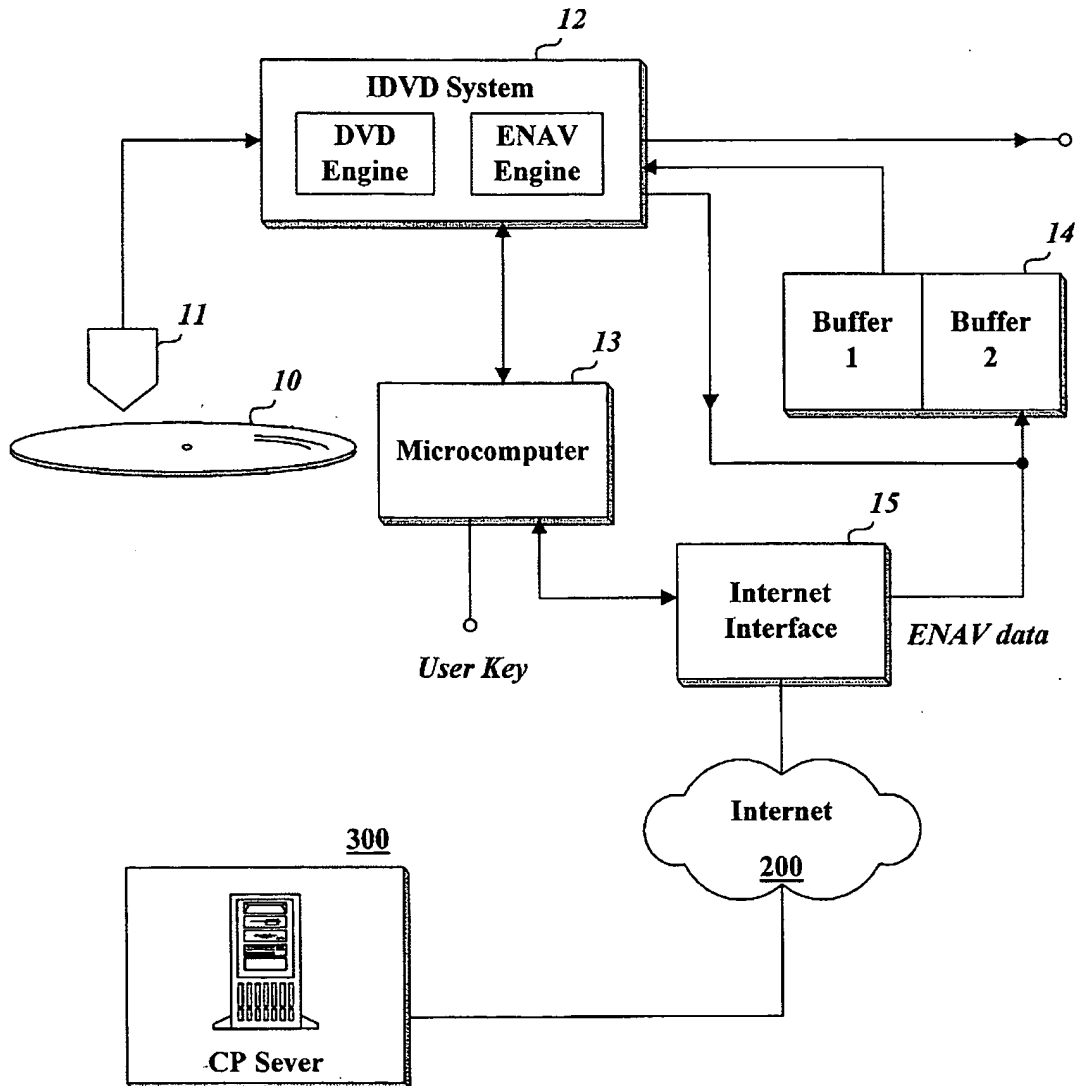 12
IDVD System
DVD
Engine
ENAV
Engine
14
Buffer
1
Buffer
2
11
10
13
Microcomputer
15
Internet
Interface
User Key
ENAV data
Internet
200
300
CP Sever